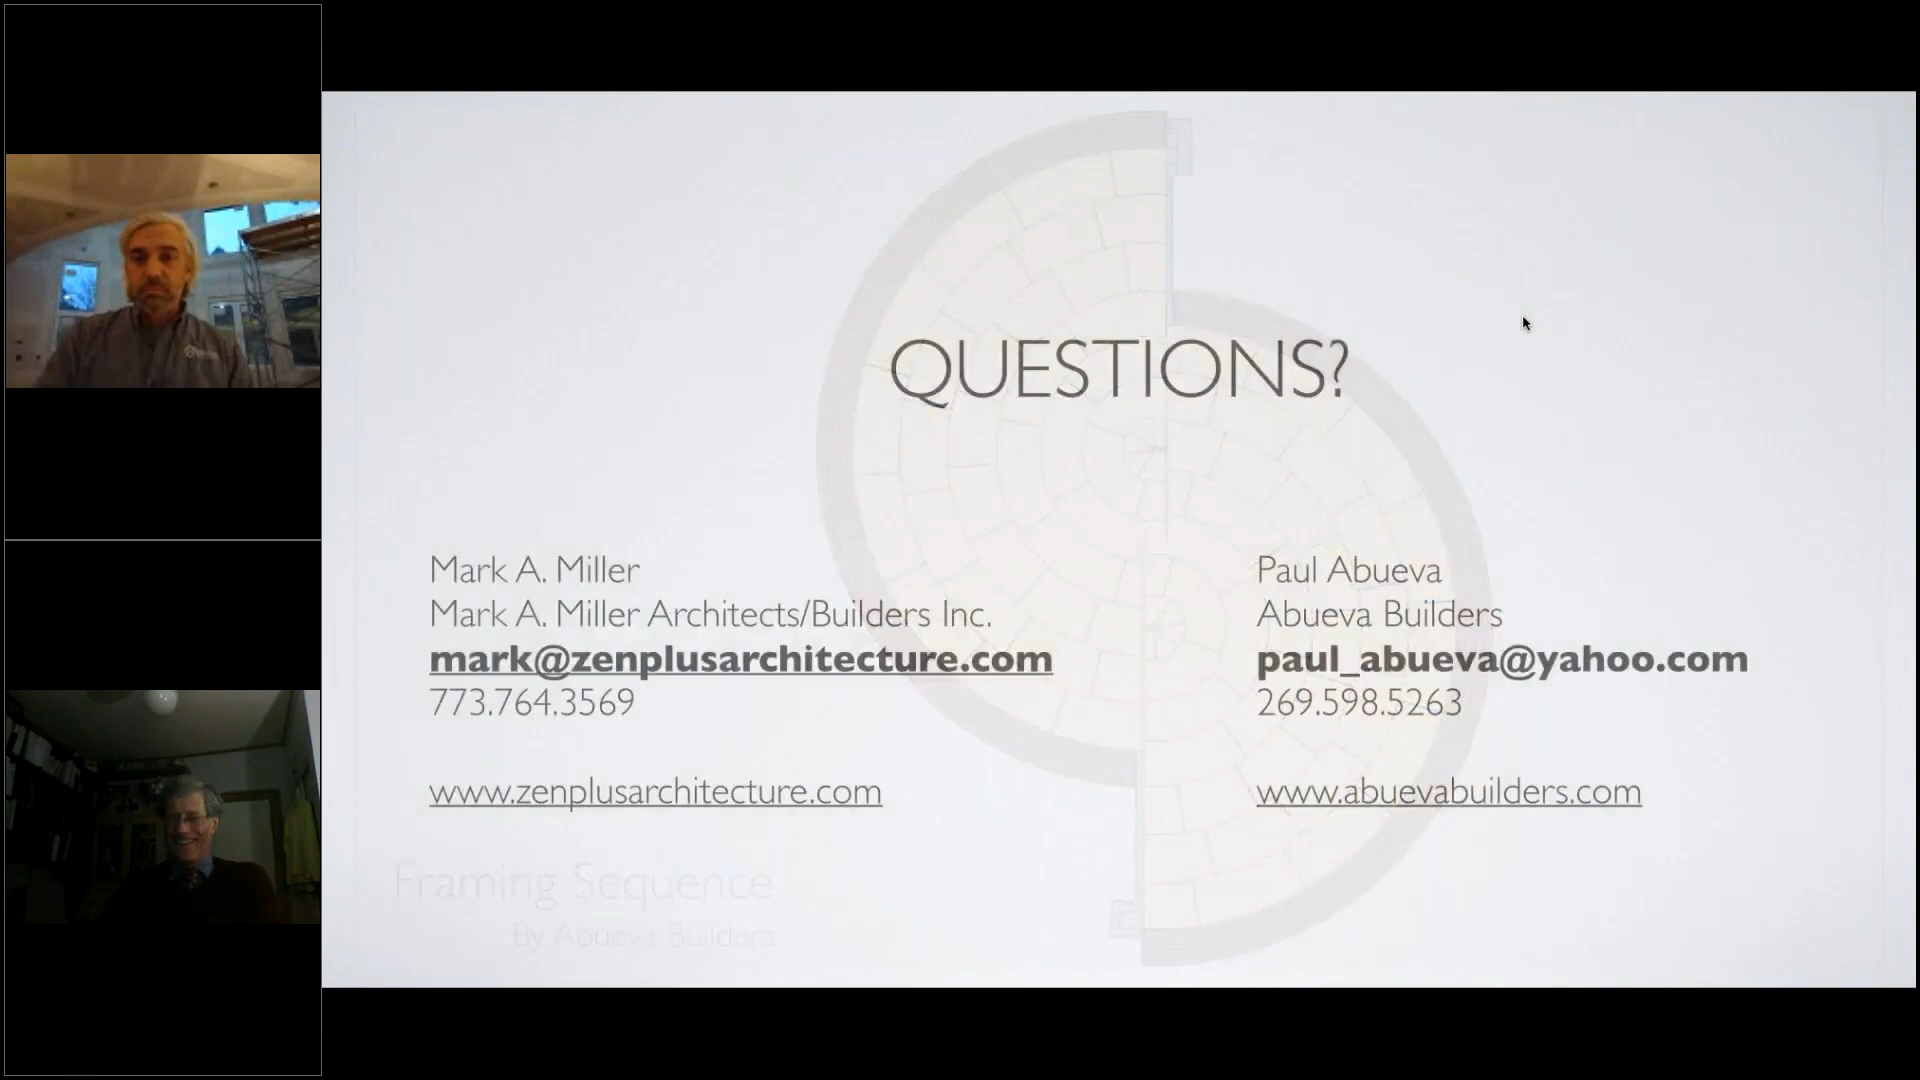 QUESTIONS?
Mark A. Miller
Mark A. Miller Architects/Builders Inc.
mark@zenplusarchitecture.com
773.764.3569
www.zenplusarchitecture.com
Paul Abueva
Abueva Builders
paul_abueva@yahoo.com
269.598.5263
www.abuevabuilders.com
Framing Sequence
By Abueva Builders